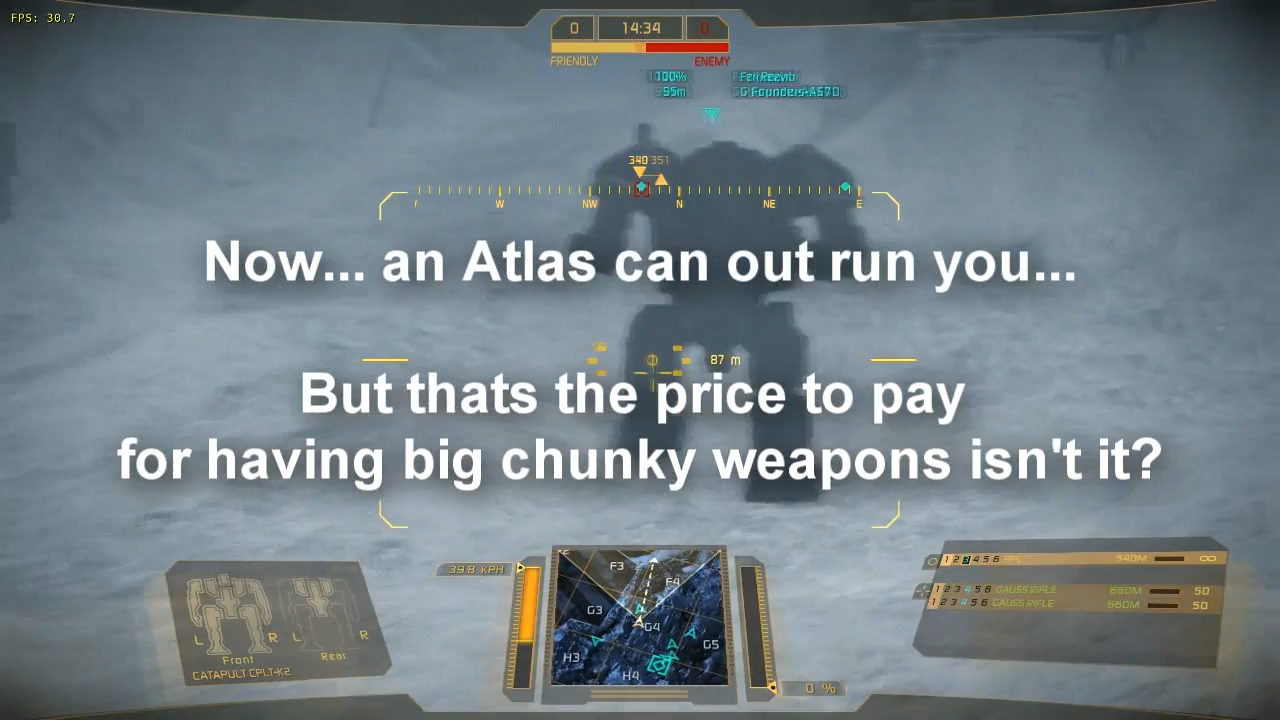 FPS: 30.7
0 14:34 0
FRIENDLY ENEMY
100%
95m
340 351
W NW N NE E
Now... an Atlas can out run you...
87 m
But thats the price to pay
for having big chunky weapons isn't it?
39.8 KPH
F3 F4
G3 G4 G5
H3 H4
L R L R
Front Rear
CATAPULT CPLT-K2
1 2 3 4 5 6 540M ∞
1 2 3 4 5 6 GAUSS RIFLE 660M 50
1 2 3 4 5 6 GAUSS RIFLE 660M 50
0 %